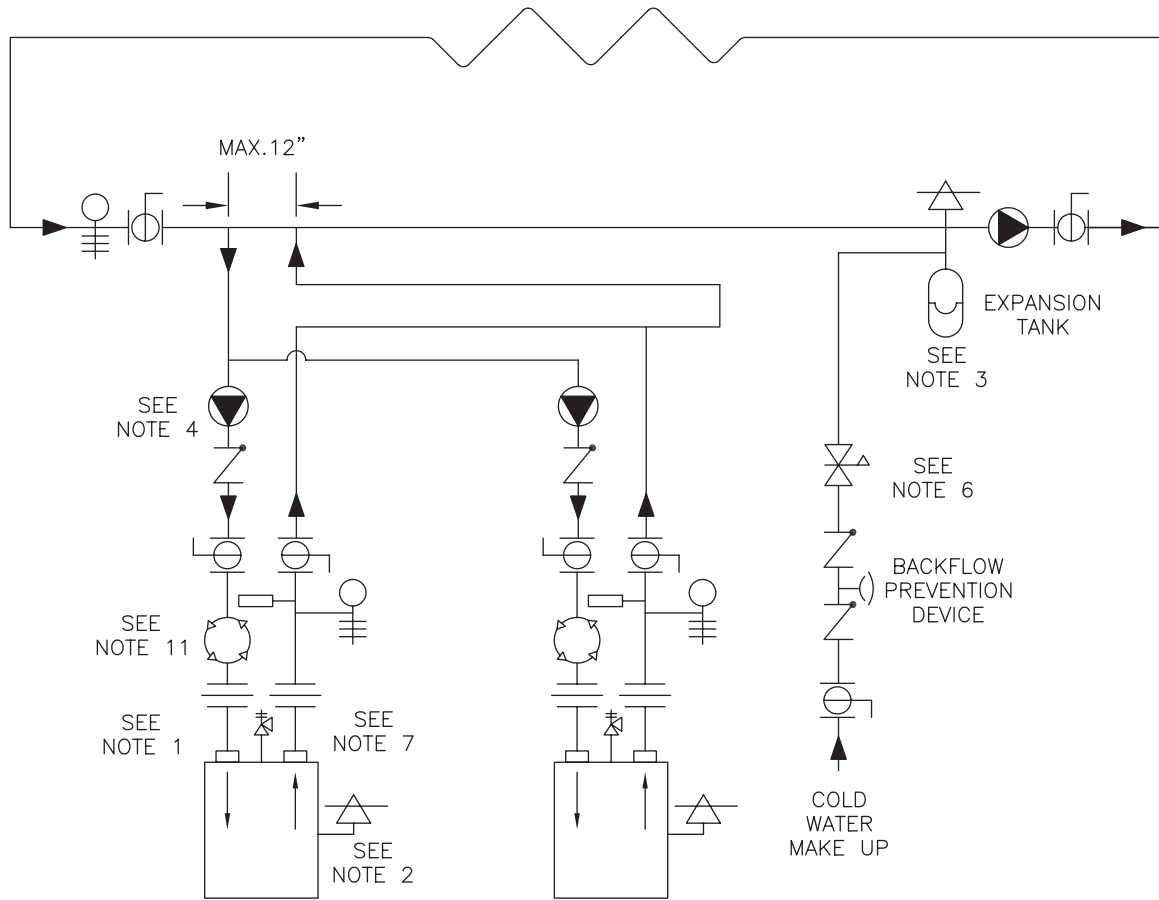 MAX.12”
EXPANSION
TANK
SEE
NOTE 3
SEE
NOTE 4
SEE
NOTE 6
BACKFLOW
PREVENTION
DEVICE
SEE
NOTE 11
SEE
NOTE 1
SEE
NOTE 7
COLD
WATER
MAKE UP
SEE
NOTE 2